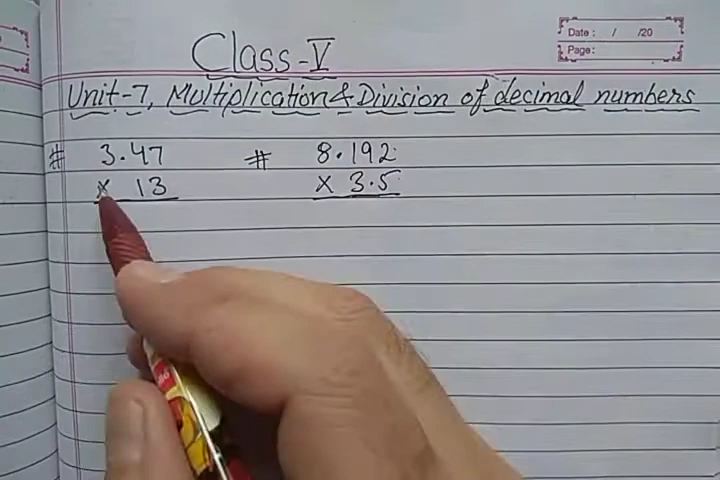 Date : / /20
Page:
Class-V
Unit-7, Multiplication & Division of decimal numbers
# 3.47 # 8.192
x 13 x 3.5